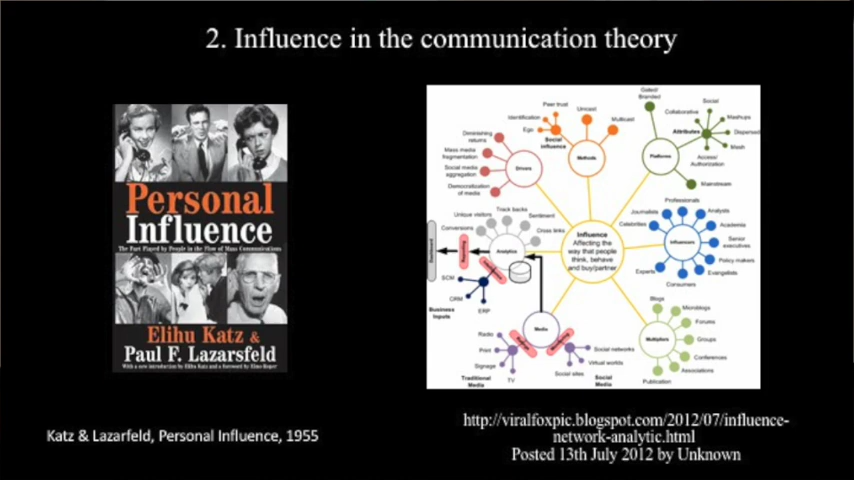 2. Influence in the communication theory
Personal
Influence
The Part Played by People in the Flow of Mass Communications
Elihu Katz &
Paul F. Lazarsfeld
With a new introduction by Elihu Katz and a foreword by Elmo Roper
Katz & Lazarfeld, Personal Influence, 1955
Gated/
Branded
Social
Collaborative
Mashups
Attributes
Dispersed
Mesh
Access/
Authorization
Platforms
Mainstream
Peer trust
Identification
Ego
Social
influence
Unicast
Multicast
Methods
Diminishing
returns
Mass media
fragmentation
Social media
aggregation
Democratization
of media
Drivers
Track backs
Unique visitors
Sentiment
Conversions
Cross links
Analytics
Dashboard
Reporting
SCM
CRM
ERP
Business
Inputs
Influence
Affecting the
way that people
think, behave
and buy/partner
Professionals
Journalists
Analysts
Celebrities
Academia
Influencers
Senior
executives
Policy makers
Experts
Evangelists
Consumers
Blogs
Microblogs
Forums
Multipliers
Groups
Conferences
Associations
Publication
Media
Radio
Print
Signage
TV
Traditional
Media
Social networks
Virtual worlds
Social sites
Social
Media
http://viralfoxpic.blogspot.com/2012/07/influence-
network-analytic.html
Posted 13th July 2012 by Unknown